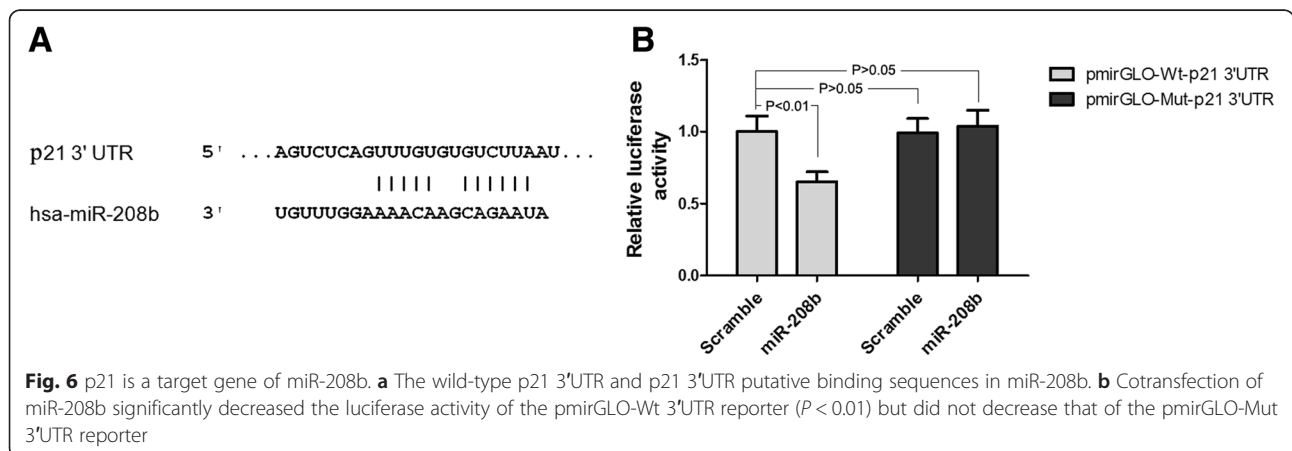 A
p21 3' UTR 5' ...AGUCUCAGUUUGUGUGUCUUAAU...
hsa-miR-208b 3' UGUUUGGAAAACAAGCAGAAUA
B
Relative luciferase activity
1.5
1.0
0.5
0.0
P>0.05
P>0.05
P<0.01
Scramble
miR-208b
Scramble
miR-208b
pmirGLO-Wt-p21 3'UTR
pmirGLO-Mut-p21 3'UTR
Fig. 6 p21 is a target gene of miR-208b. a The wild-type p21 3'UTR and p21 3'UTR putative binding sequences in miR-208b. b Cotransfection of
miR-208b significantly decreased the luciferase activity of the pmirGLO-Wt 3'UTR reporter (P < 0.01) but did not decrease that of the pmirGLO-Mut
3'UTR reporter